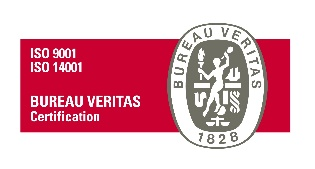 ISO 9001
ISO 14001
BUREAU VERITAS
Certification
BUREAU VERITAS
1828